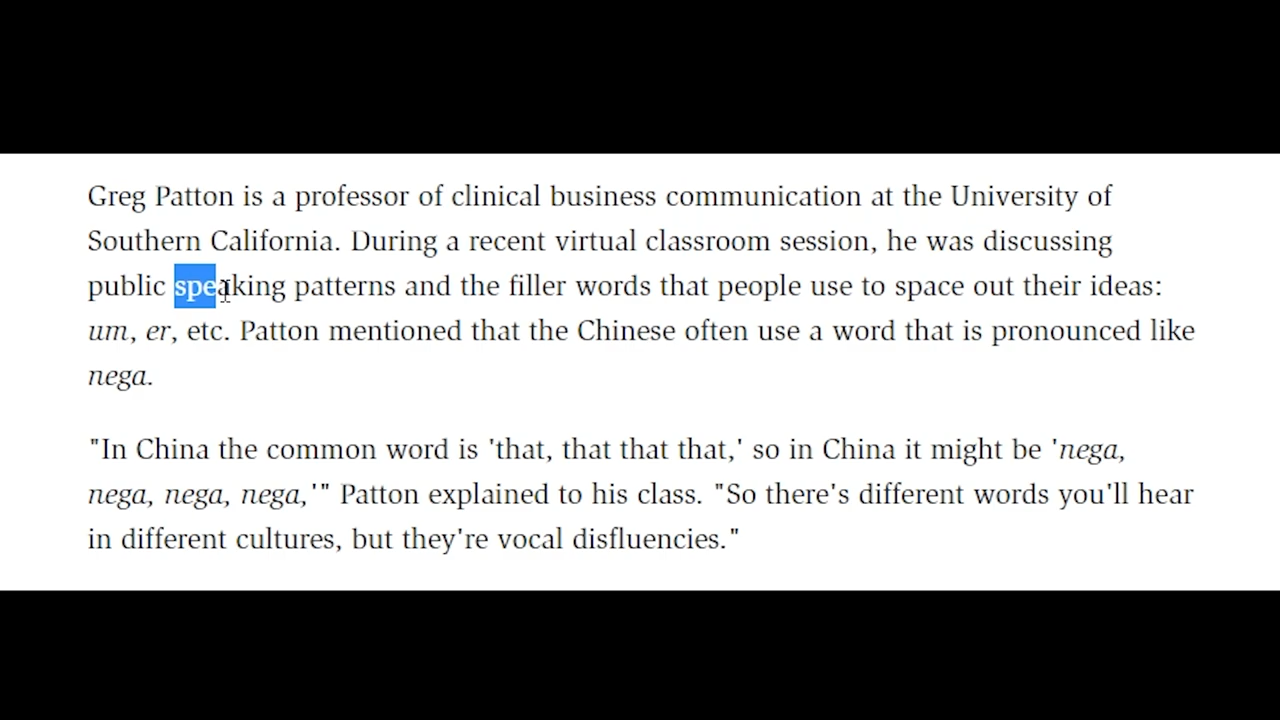 Greg Patton is a professor of clinical business communication at the University of
Southern California. During a recent virtual classroom session, he was discussing
public speaking patterns and the filler words that people use to space out their ideas:
um, er, etc. Patton mentioned that the Chinese often use a word that is pronounced like
nega.
"In China the common word is 'that, that that that,' so in China it might be 'nega,
nega, nega, nega,'" Patton explained to his class. "So there's different words you'll hear
in different cultures, but they're vocal disfluencies."